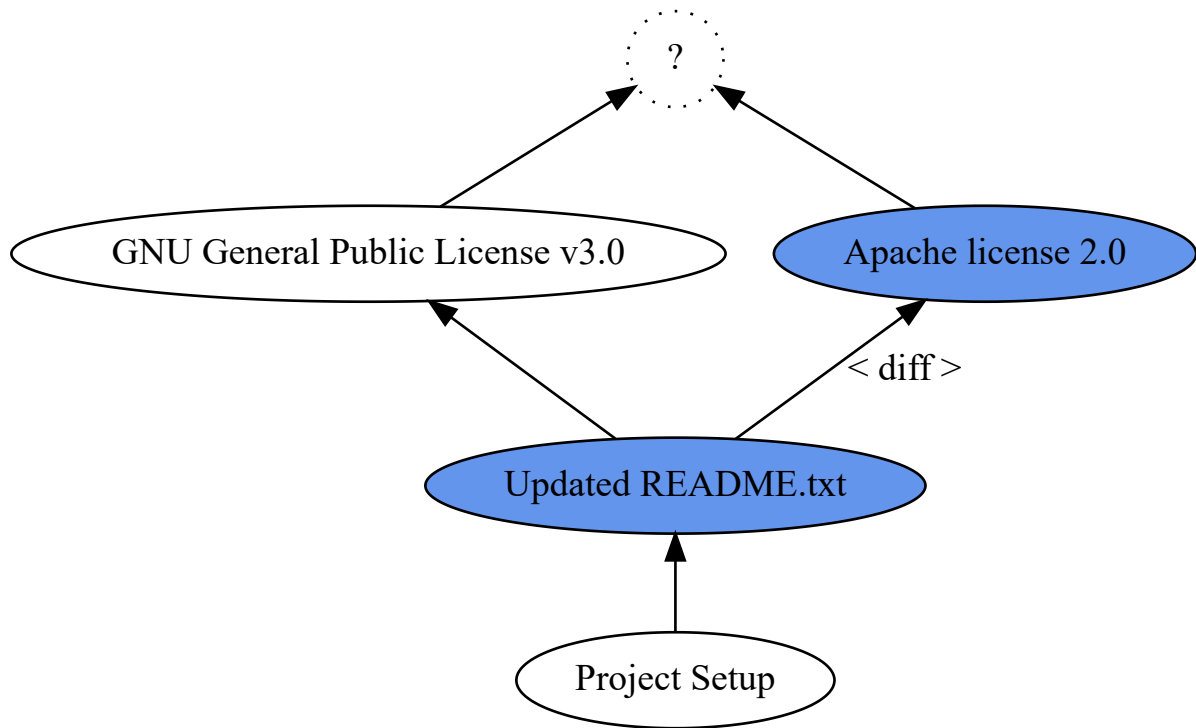 ?
GNU General Public License v3.0
Apache license 2.0
< diff >
Updated README.txt
Project Setup